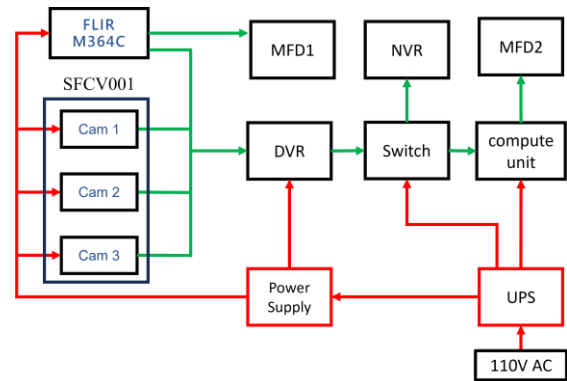 FLIR
M364C
MFD1
NVR
MFD2
SFCV001
Cam 1
Cam 2
Cam 3
DVR
Switch
compute
unit
Power
Supply
UPS
110V AC